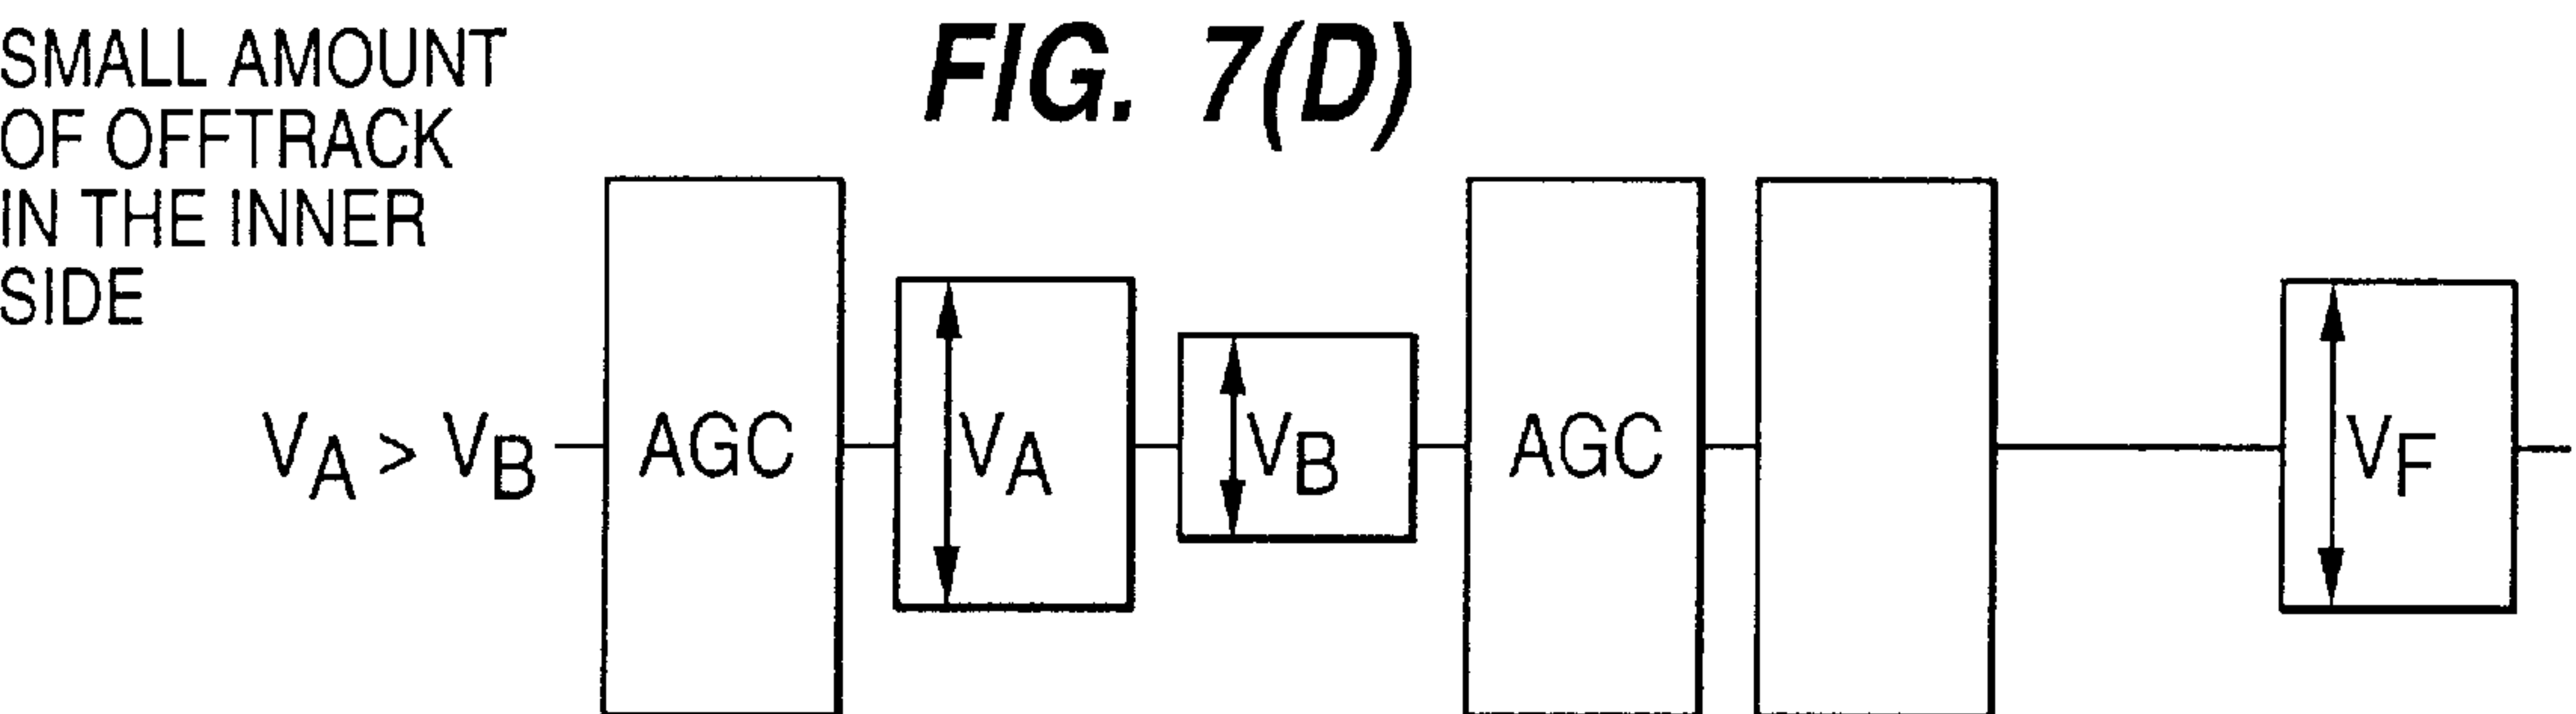 FIG. 7(D)
SMALL AMOUNT
OF OFFTRACK
IN THE INNER
SIDE
VA > VB
AGC
VA
VB
AGC
VF